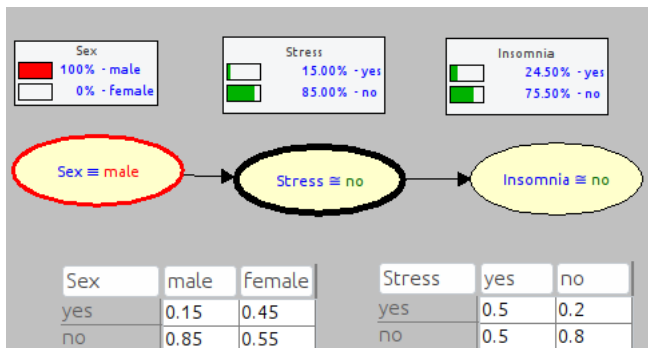 Sex
100% - male
0% - female
Stress
15.00% - yes
85.00% - no
Insomnia
24.50% - yes
75.50% - no
Sex ≡ male
Stress ≅ no
Insomnia ≅ no
Sex male female
yes 0.15 0.45
no 0.85 0.55
Stress yes no
yes 0.5 0.2
no 0.5 0.8